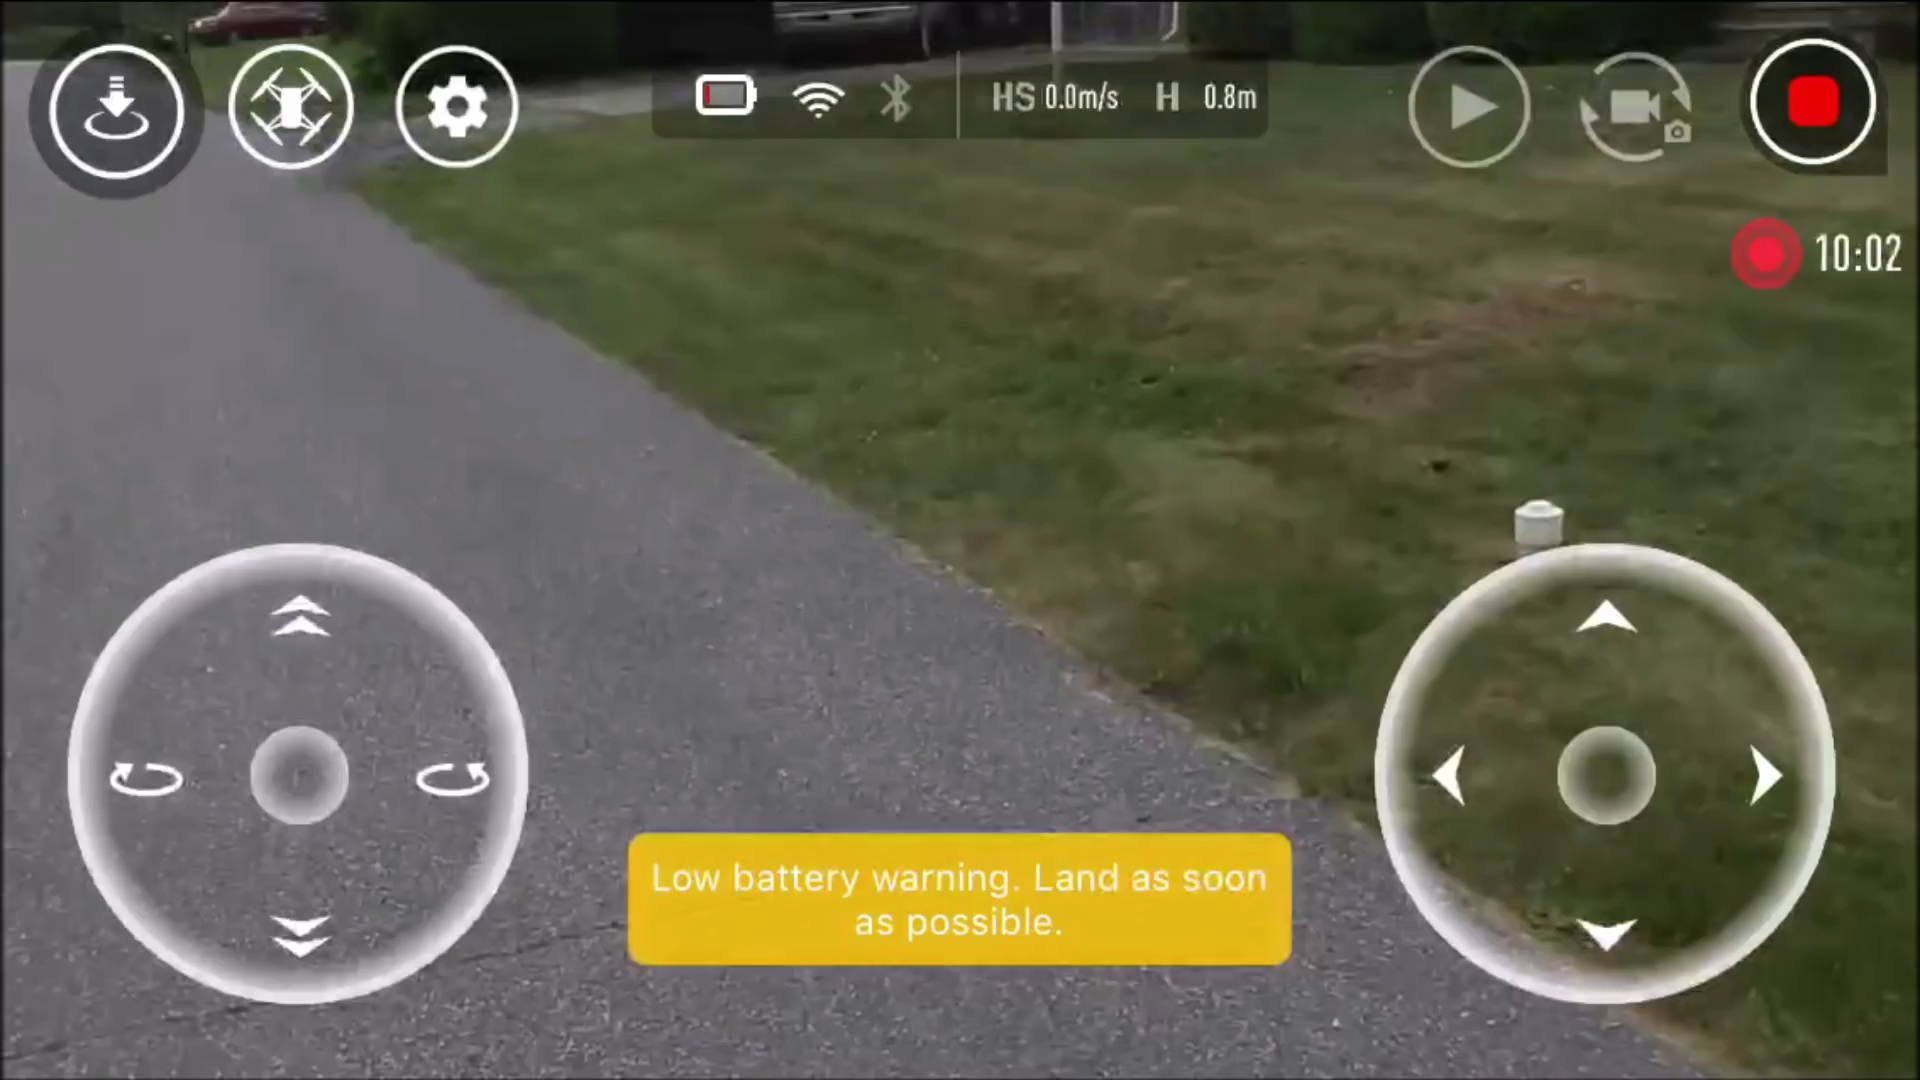 HS 0.0m/s H 0.8m
10:02
Low battery warning. Land as soon
as possible.